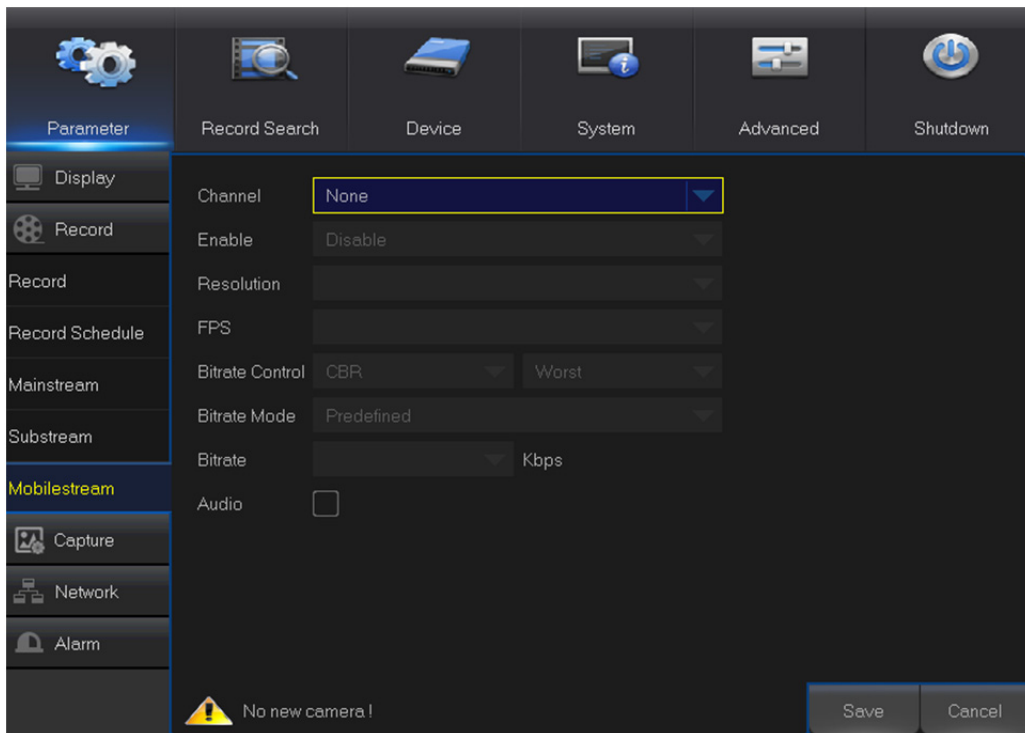 Parameter Record Search Device System Advanced Shutdown
Display
Record
Record
Record Schedule
Mainstream
Substream
Mobilestream
Capture
Network
Alarm
Channel None
Enable Disable
Resolution
FPS
Bitrate Control CBR Worst
Bitrate Mode Predefined
Bitrate Kbps
Audio
No new camera !
Save Cancel